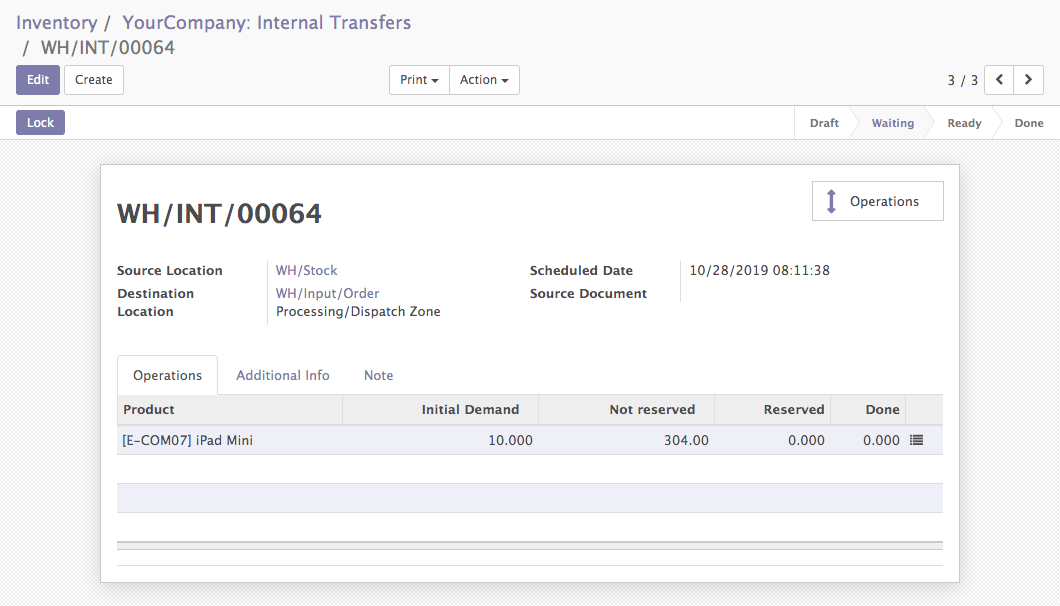 Inventory / YourCompany: Internal Transfers
/ WH/INT/00064
Edit Create Print Action 3 / 3
Lock Draft Waiting Ready Done
Operations
WH/INT/00064
Source Location WH/Stock Scheduled Date 10/28/2019 08:11:38
Destination Location WH/Input/Order Processing/Dispatch Zone Source Document
Operations Additional Info Note
Product Initial Demand Not reserved Reserved Done
[E-COM07] iPad Mini 10.000 304.00 0.000 0.000